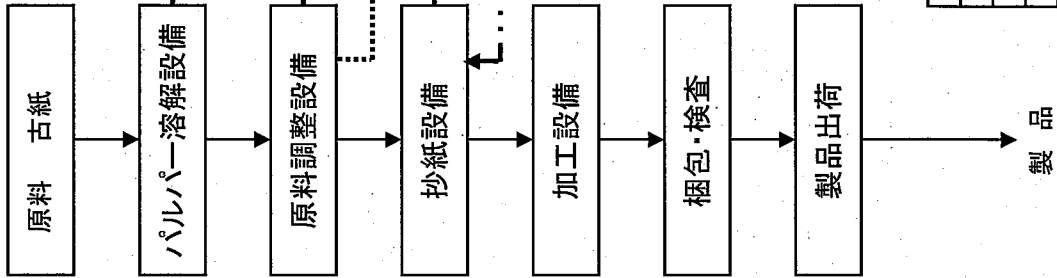 原料　古紙
パルパー溶解設備
原料調整設備
抄紙設備
加工設備
梱包・検査
製品出荷
製　品